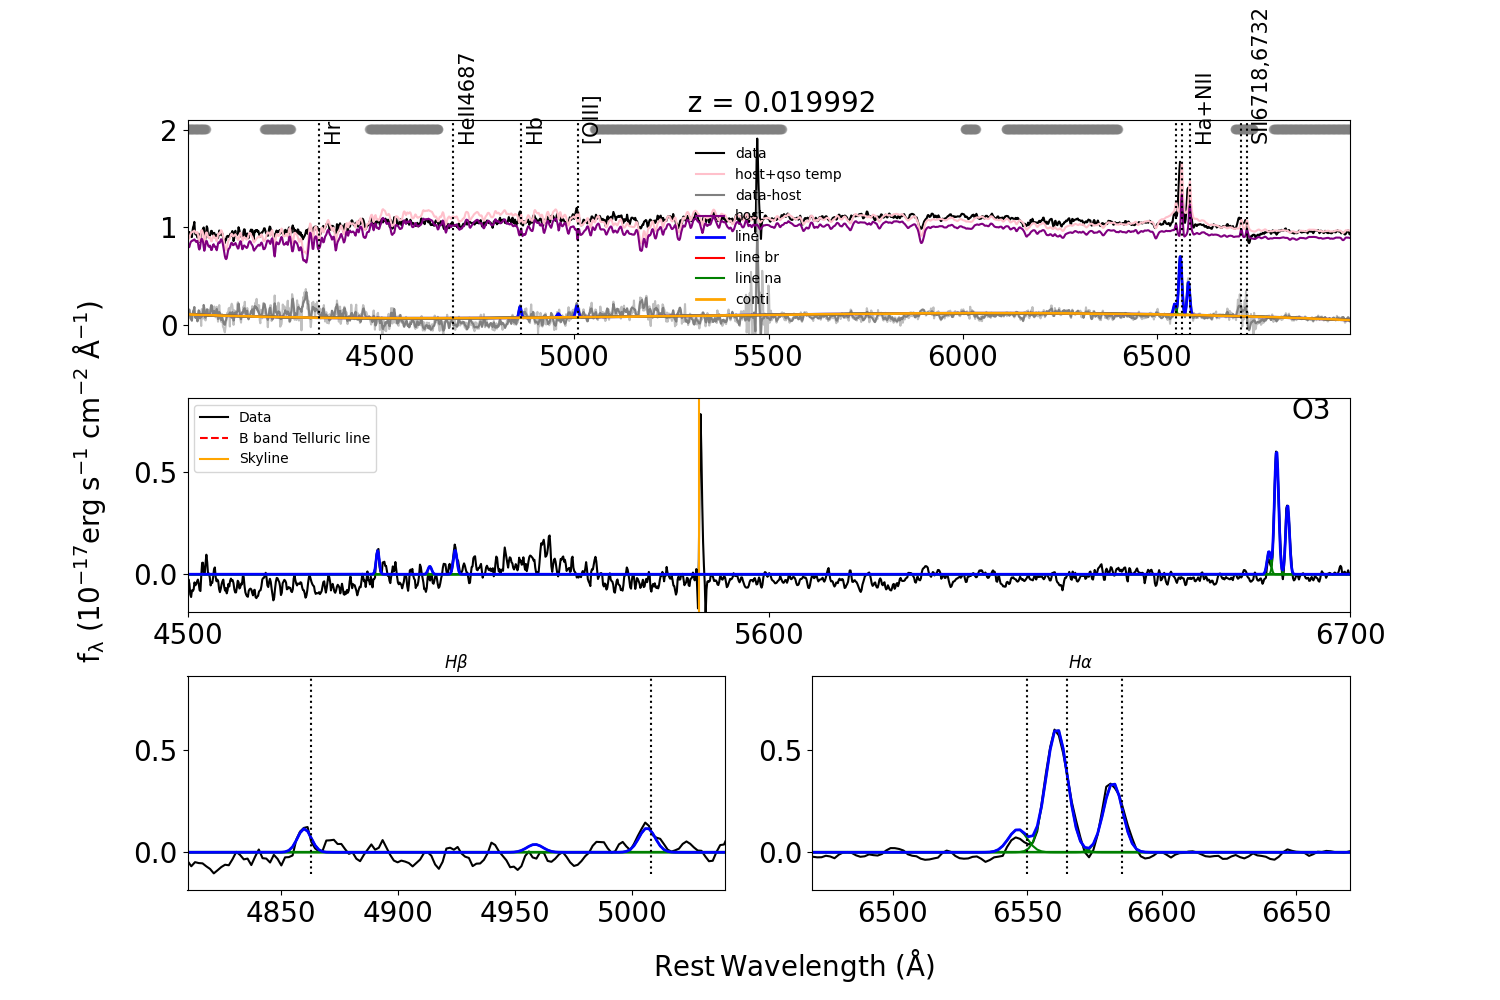 z = 0.019992
Hr
HeII4687
Hb
[OIII]
Ha+NII
SII6718,6732
2
1
0
data
host+qso temp
data-host
host
line
line br
line na
conti
4500 5000 5500 6000 6500
fλ (10⁻¹⁷erg s⁻¹ cm⁻² Å⁻¹)
O3
Data
B band Telluric line
Skyline
0.5
0.0
4500 5600 6700
Hβ
0.5
0.0
4850 4900 4950 5000
Hα
0.5
0.0
6500 6550 6600 6650
Rest Wavelength (Å)